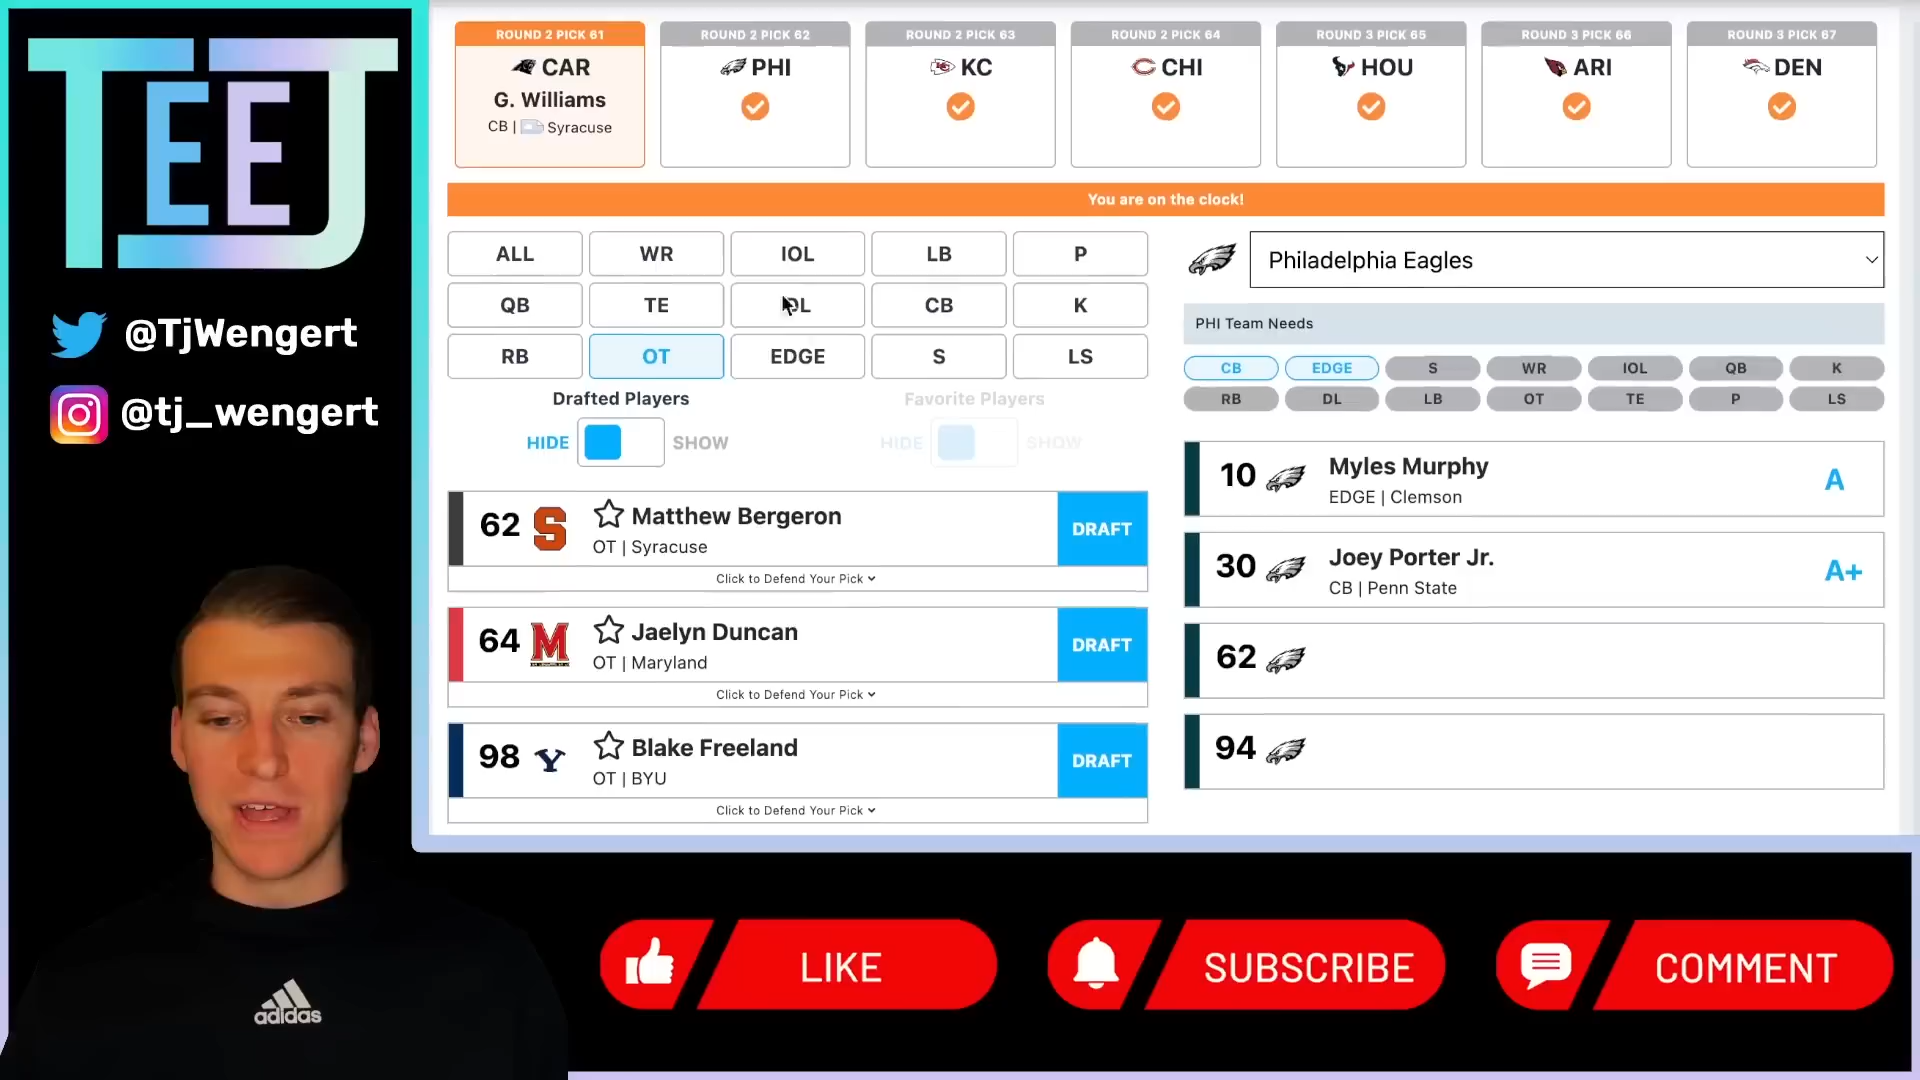 TEEJ
@TjWengert
@tj_wengert
adidas
ROUND 2 PICK 61
CAR
G. Williams
CB | Syracuse
ROUND 2 PICK 62
PHI
ROUND 2 PICK 63
KC
ROUND 2 PICK 64
CHI
ROUND 3 PICK 65
HOU
ROUND 3 PICK 66
ARI
ROUND 3 PICK 67
DEN
You are on the clock!
ALL WR IOL LB P
QB TE DL CB K
RB OT EDGE S LS
Drafted Players
HIDE SHOW
Favorite Players
HIDE SHOW
62 S Matthew Bergeron
OT | Syracuse
DRAFT
Click to Defend Your Pick
64 M Jaelyn Duncan
OT | Maryland
DRAFT
Click to Defend Your Pick
98 Y Blake Freeland
OT | BYU
DRAFT
Click to Defend Your Pick
Philadelphia Eagles
PHI Team Needs
CB EDGE S WR IOL QB K
RB DL LB OT TE P LS
10 Myles Murphy
EDGE | Clemson
A
30 Joey Porter Jr.
CB | Penn State
A+
62
94
LIKE
SUBSCRIBE
COMMENT